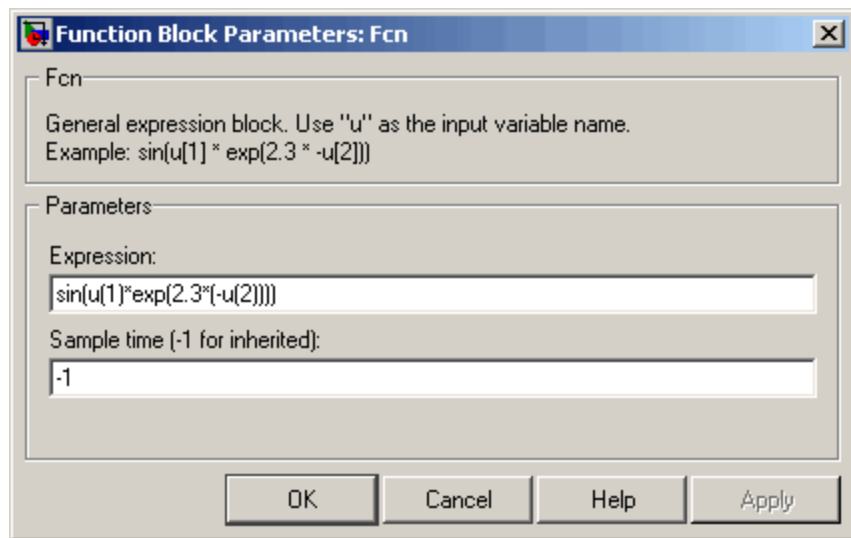 Function Block Parameters: Fcn
Fcn
General expression block. Use "u" as the input variable name.
Example: sin(u[1] * exp(2.3 * -u[2]))
Parameters
Expression:
sin(u(1)*exp(2.3*(-u(2))))
Sample time (-1 for inherited):
-1
OK Cancel Help Apply